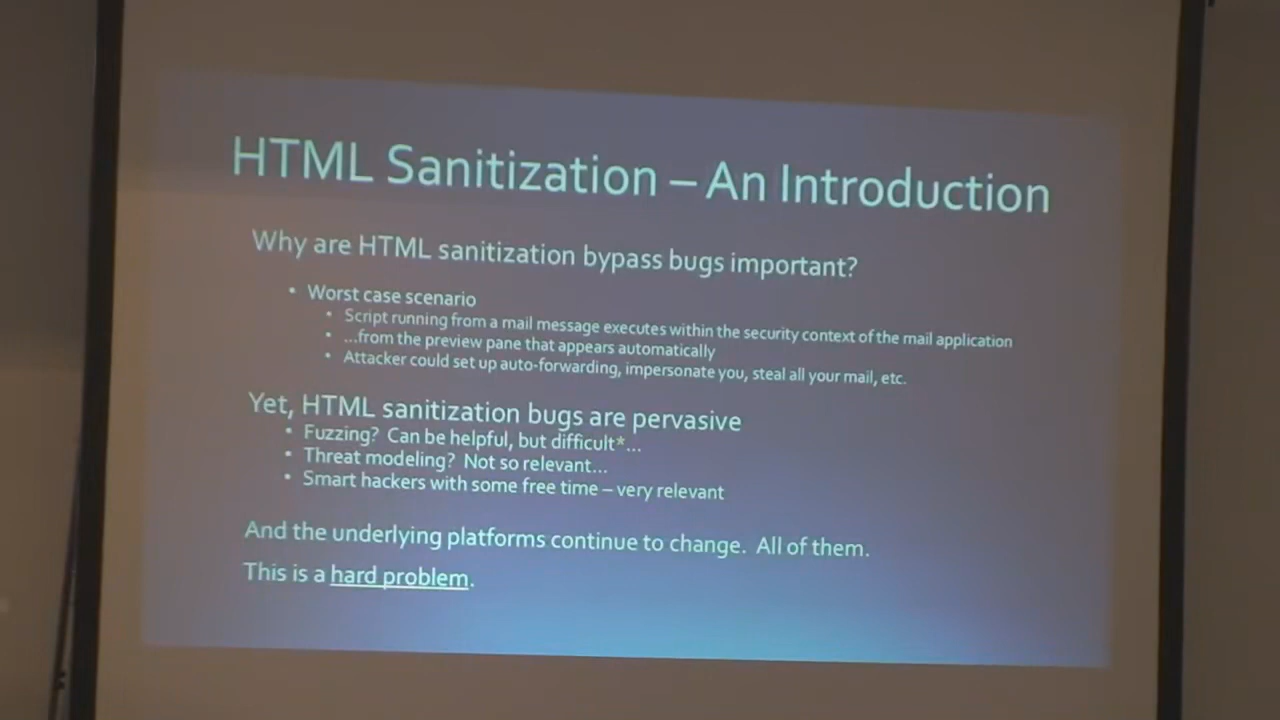 HTML Sanitization – An Introduction
Why are HTML sanitization bypass bugs important?
• Worst case scenario
• Script running from a mail message executes within the security context of the mail application
• ...from the preview pane that appears automatically
• Attacker could set up auto-forwarding, impersonate you, steal all your mail, etc.
Yet, HTML sanitization bugs are pervasive
• Fuzzing? Can be helpful, but difficult*...
• Threat modeling? Not so relevant...
• Smart hackers with some free time – very relevant
And the underlying platforms continue to change. All of them.
This is a hard problem.